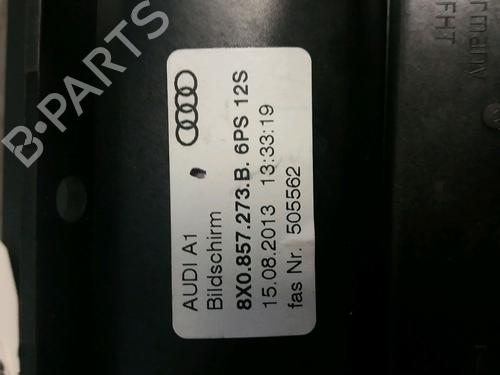 AUDI A1
Bildschirm
8X0.857.273.B. 6PS 12S
15.08.2013 13:33:19
fas Nr. 505562
B-PARTS